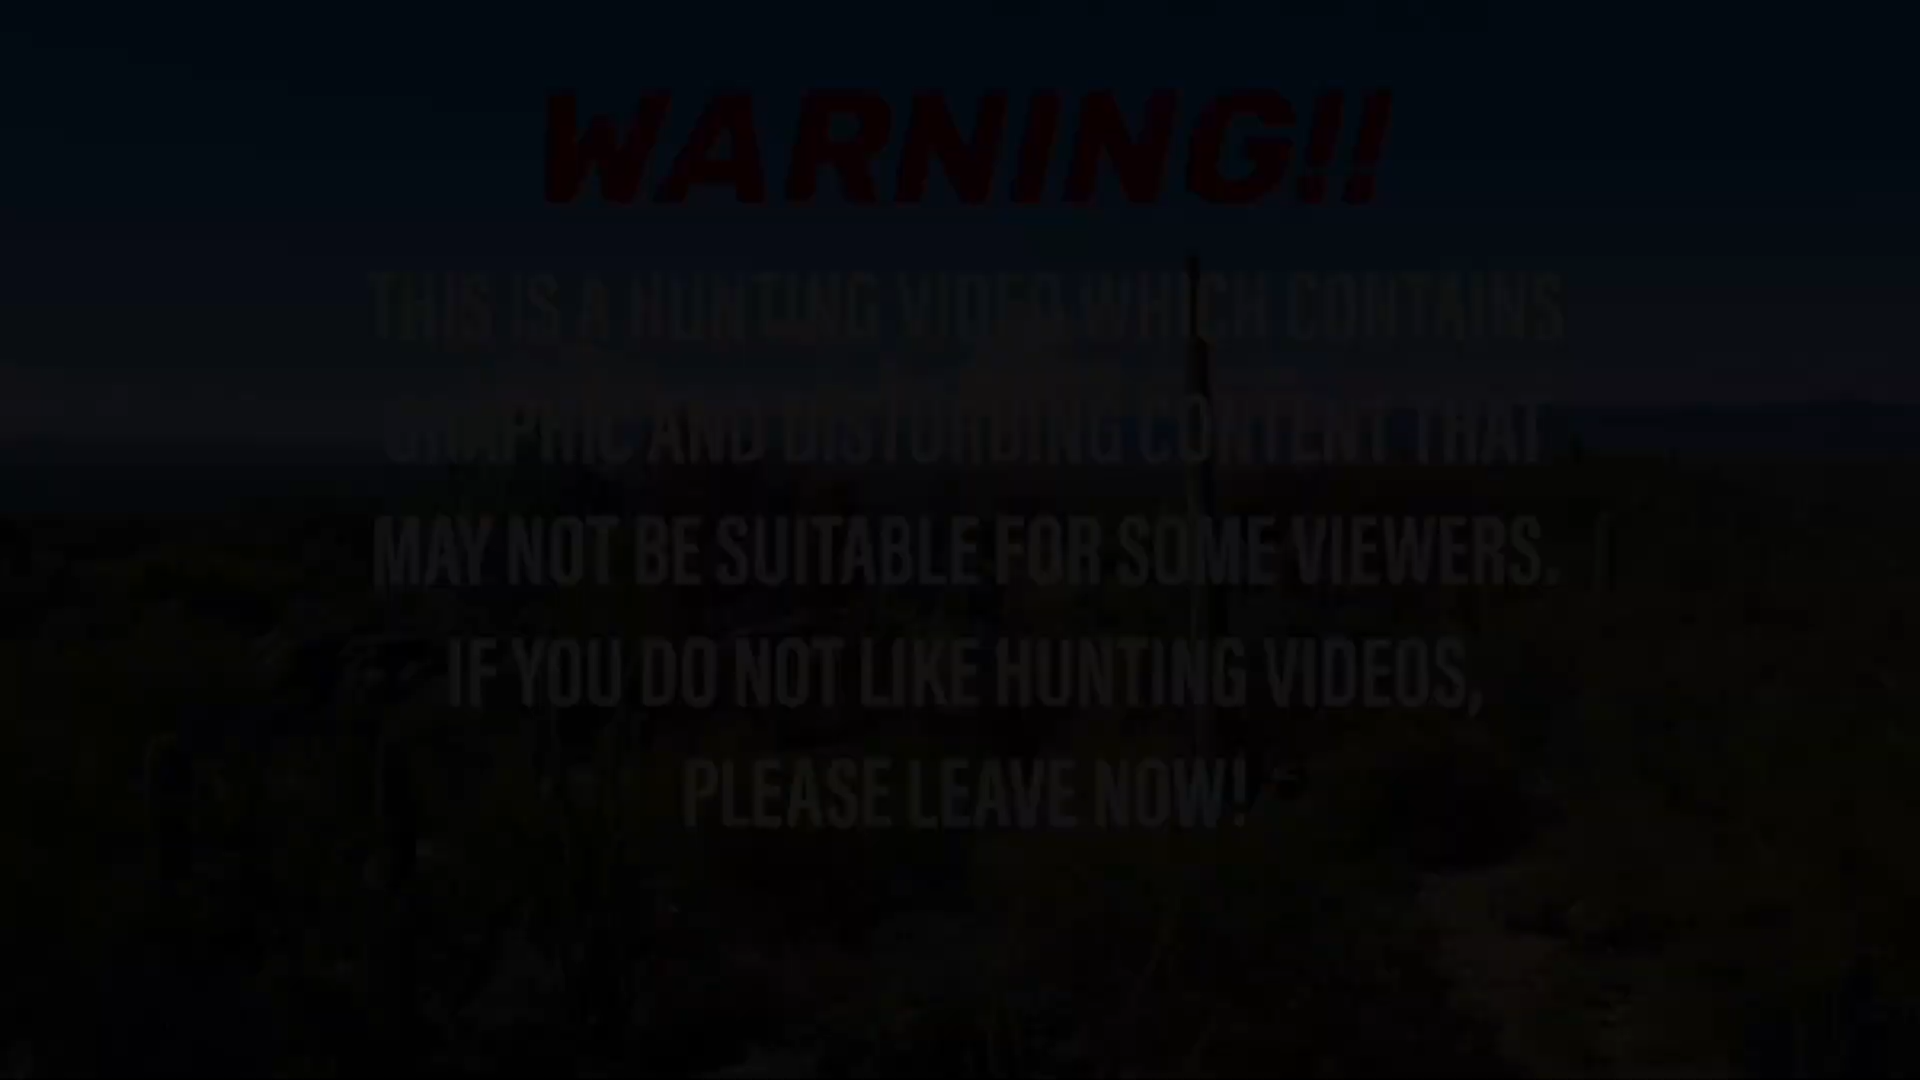 WARNING!!
THIS IS A HUNTING VIDEO WHICH CONTAINS
GRAPHIC AND DISTURBING CONTENT THAT
MAY NOT BE SUITABLE FOR SOME VIEWERS.
IF YOU DO NOT LIKE HUNTING VIDEOS,
PLEASE LEAVE NOW!